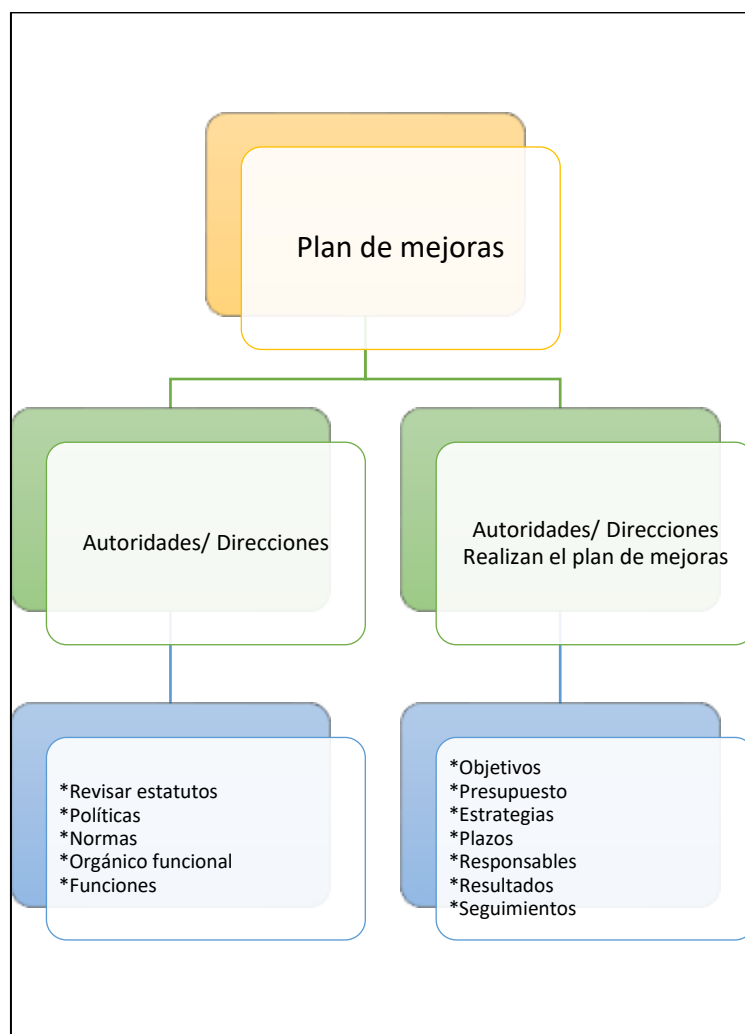 Plan de mejoras
Autoridades/ Direcciones
Autoridades/ Direcciones
Realizan el plan de mejoras
*Revisar estatutos
*Políticas
*Normas
*Orgánico funcional
*Funciones
*Objetivos
*Presupuesto
*Estrategias
*Plazos
*Responsables
*Resultados
*Seguimientos